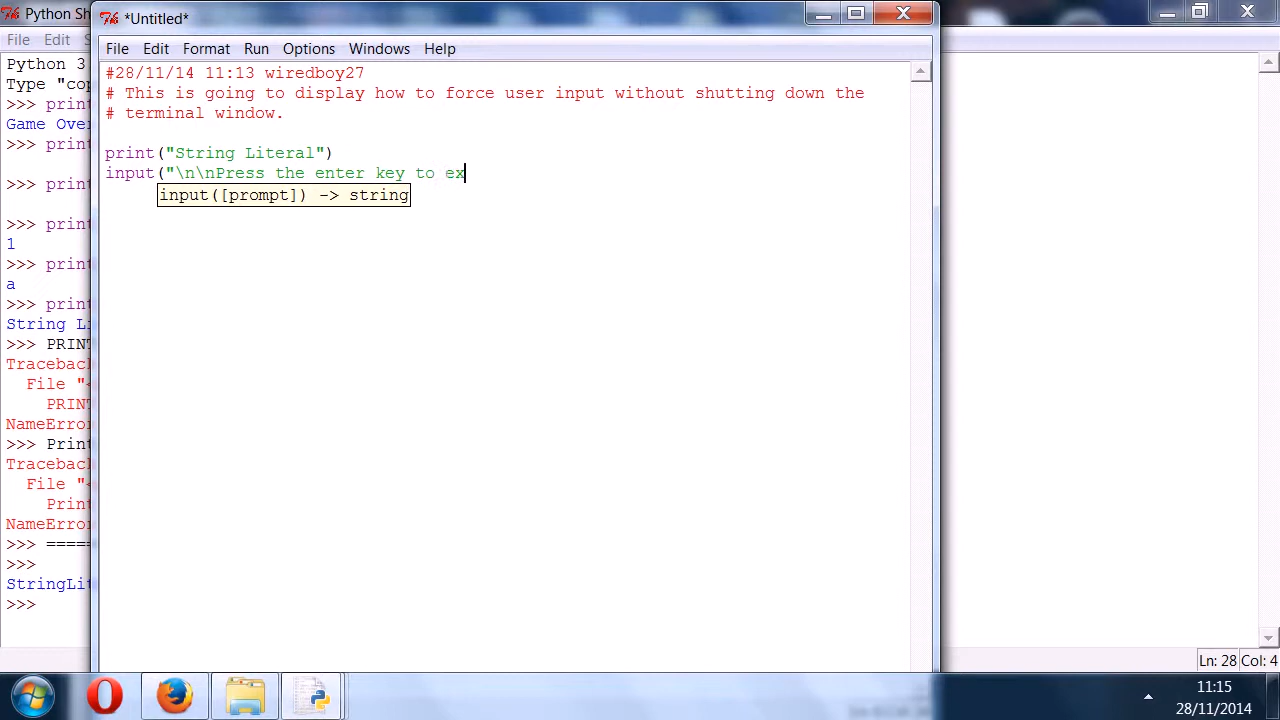 Python Sh
*Untitled*
File Edit S
File Edit Format Run Options Windows Help
Python 3
Type "cop
>>> print
Game Over
>>> print
>>> print
>>> print
1
>>> print
a
>>> print
String Li
>>> PRINT
Traceback
File "<
PRINT
NameError
>>> Print
Traceback
File "<
Print
NameError
>>> =====
>>>
StringLit
>>>
#28/11/14 11:13 wiredboy27
# This is going to display how to force user input without shutting down the
# terminal window.
print("String Literal")
input("\n\nPress the enter key to ex
input([prompt]) -> string
Ln: 28 Col: 4
11:15
28/11/2014